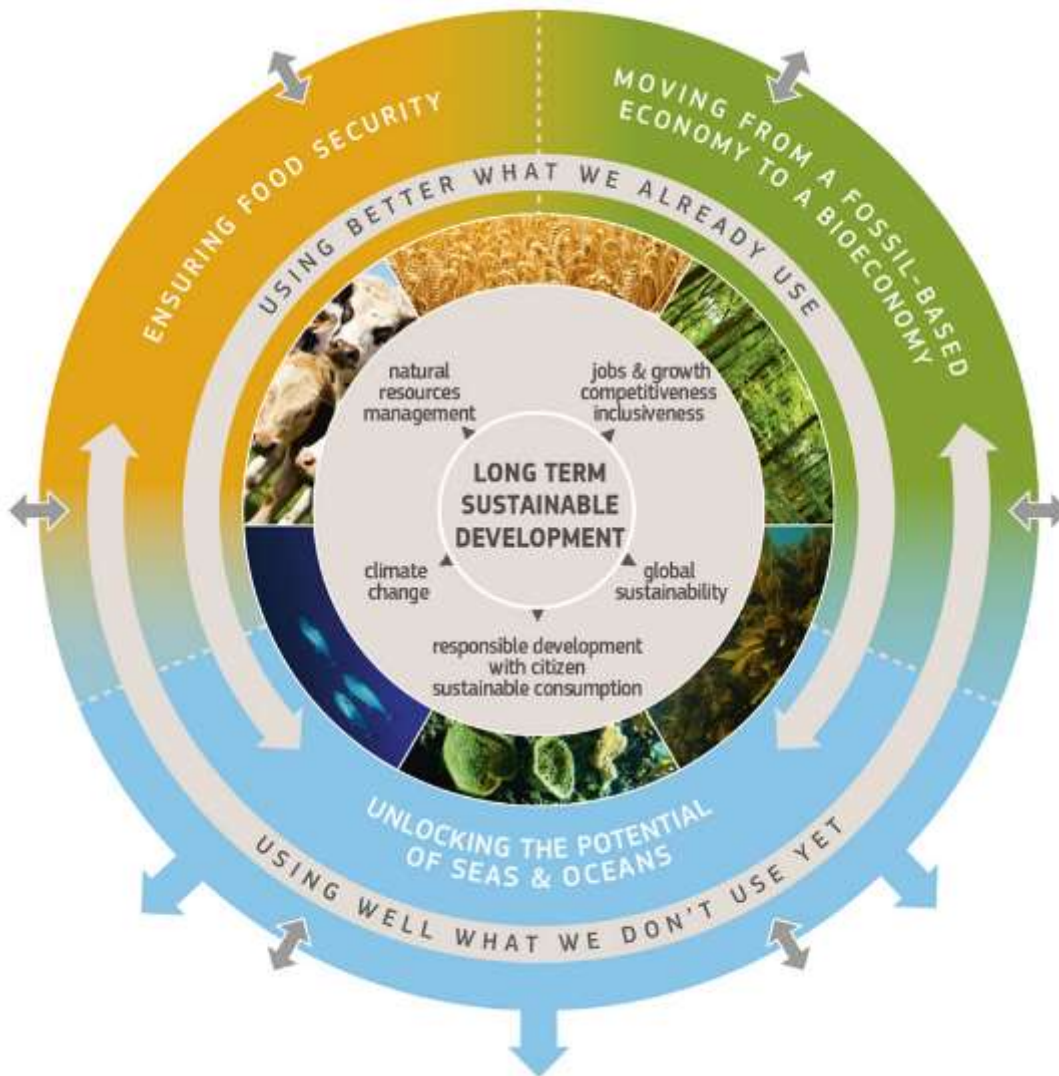 ENSURING FOOD SECURITY
MOVING FROM A FOSSIL-BASED
ECONOMY TO A BIOECONOMY
USING BETTER WHAT WE ALREADY USE
natural
resources
management
jobs & growth
competitiveness
inclusiveness
LONG TERM
SUSTAINABLE
DEVELOPMENT
climate
change
global
sustainability
responsible development
with citizen
sustainable consumption
UNLOCKING THE POTENTIAL
OF SEAS & OCEANS
USING WELL WHAT WE DON'T USE YET